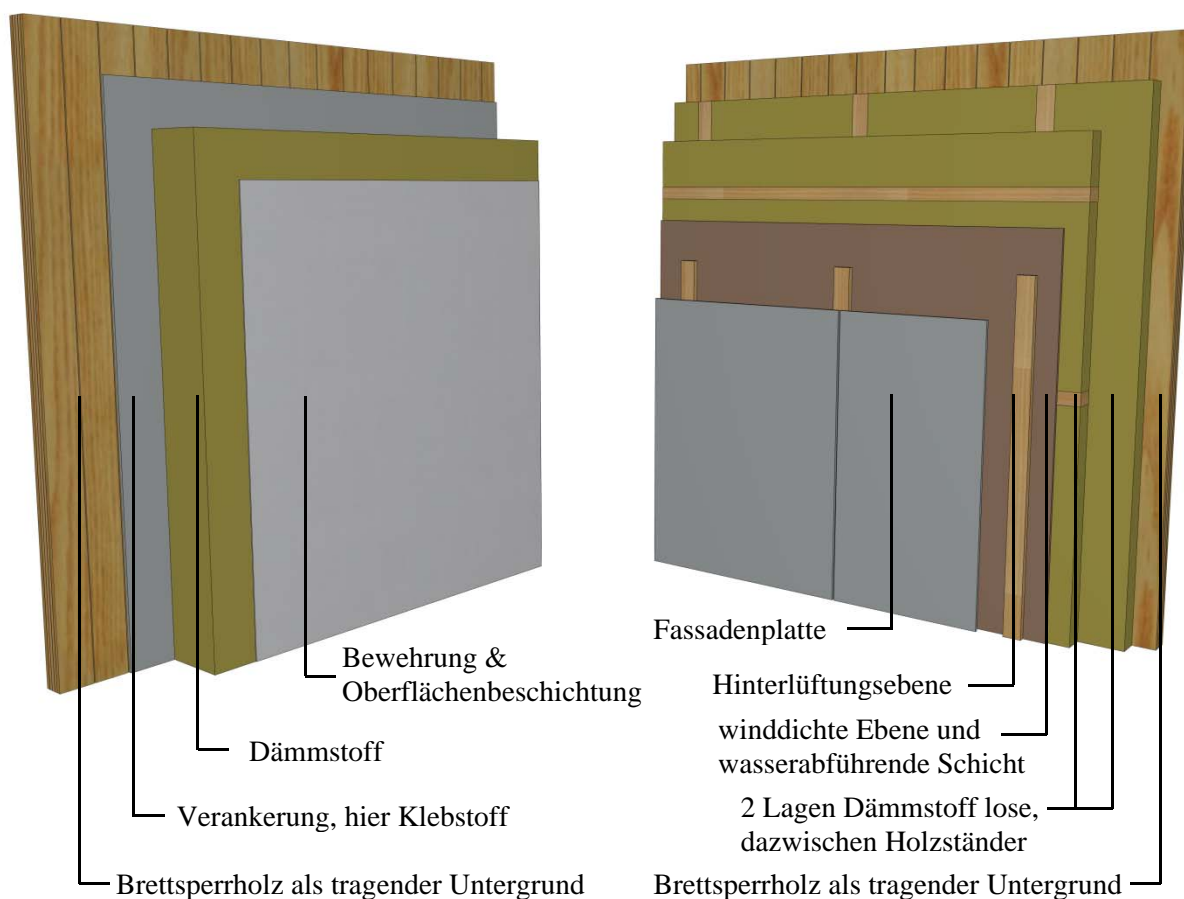 Bewehrung &
Oberflächenbeschichtung
Dämmstoff
Verankerung, hier Klebstoff
Brettsperrholz als tragender Untergrund
Fassadenplatte
Hinterlüftungsebene
winddichte Ebene und
wasserabführende Schicht
2 Lagen Dämmstoff lose,
dazwischen Holzständer
Brettsperrholz als tragender Untergrund